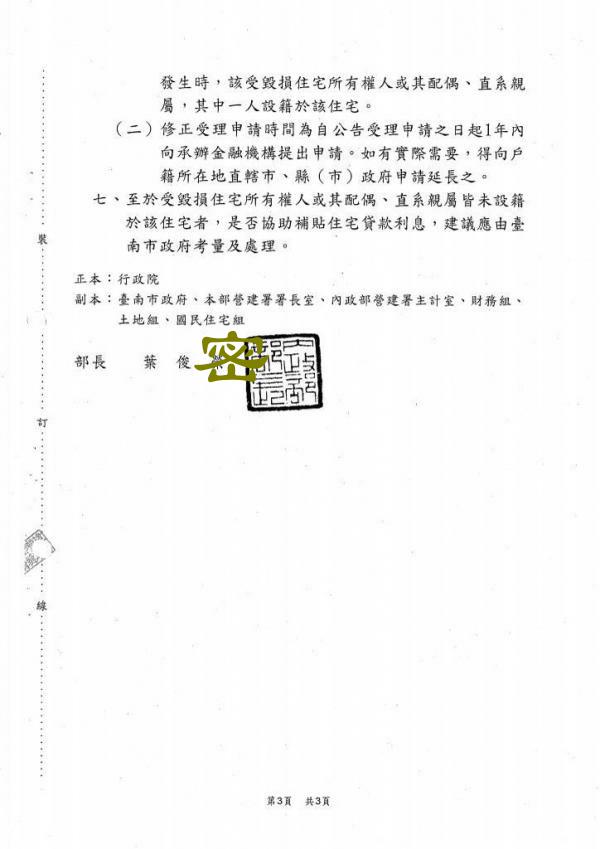 發生時，該受毀損住宅所有權人或其配偶、直系親
屬，其中一人設籍於該住宅。
（二）修正受理申請時間為自公告受理申請之日起1年內
向承辦金融機構提出申請。如有實際需要，得向戶
籍所在地直轄市、縣（市）政府申請延長之。
七、至於受毀損住宅所有權人或其配偶、直系親屬皆未設籍
於該住宅者，是否協助補貼住宅貸款利息，建議應由臺
南市政府考量及處理。
正本：行政院
副本：臺南市政府、本部營建署署長室、內政部營建署主計室、財務組、
土地組、國民住宅組
部長 葉俊
密
內政部部長
裝
訂
線
第3頁 共3頁